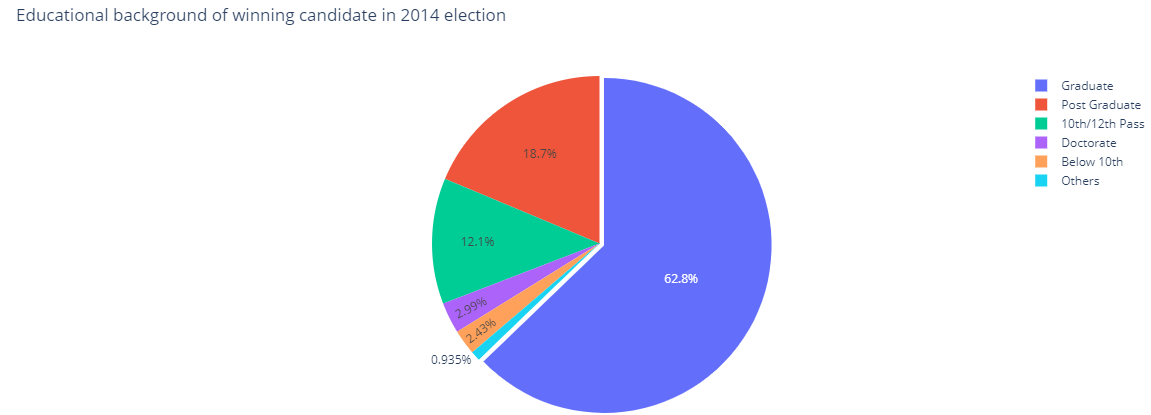 Educational background of winning candidate in 2014 election
Graduate
Post Graduate
10th/12th Pass
Doctorate
Below 10th
Others
18.7%
12.1%
62.8%
2.99%
2.43%
0.935%